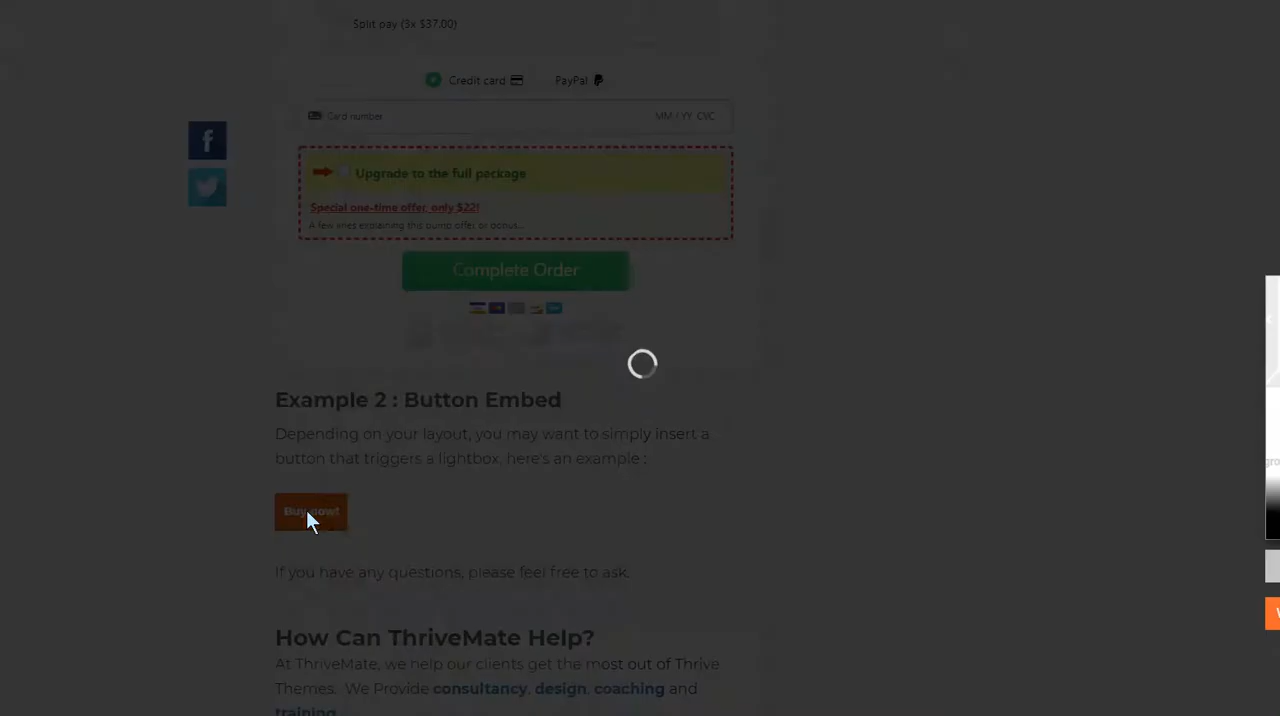 Split pay (3x $37.00)
Credit card
PayPal
Card number
MM / YY CVC
Upgrade to the full package
Special one-time offer, only $22!
A few lines explaining this bump offer or bonus...
Complete Order
Example 2 : Button Embed
Depending on your layout, you may want to simply insert a
button that triggers a lightbox, here's an example :
Buy now!
If you have any questions, please feel free to ask.
How Can ThriveMate Help?
At ThriveMate, we help our clients get the most out of Thrive
Themes. We Provide consultancy, design, coaching and
training.